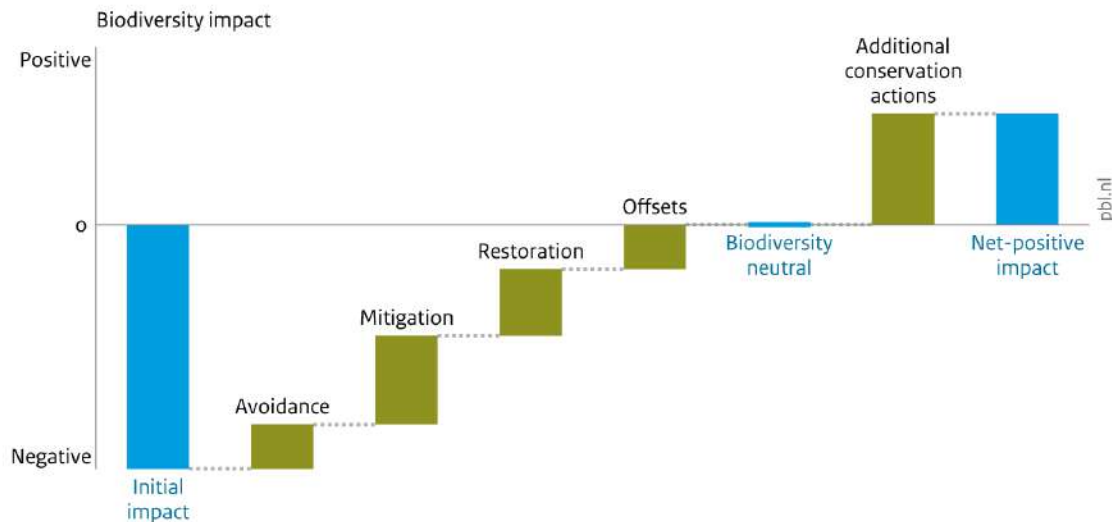 Biodiversity impact
Positive
0
Negative
Initial
impact
Avoidance
Mitigation
Restoration
Offsets
Biodiversity
neutral
Additional
conservation
actions
Net-positive
impact
pbl.nl